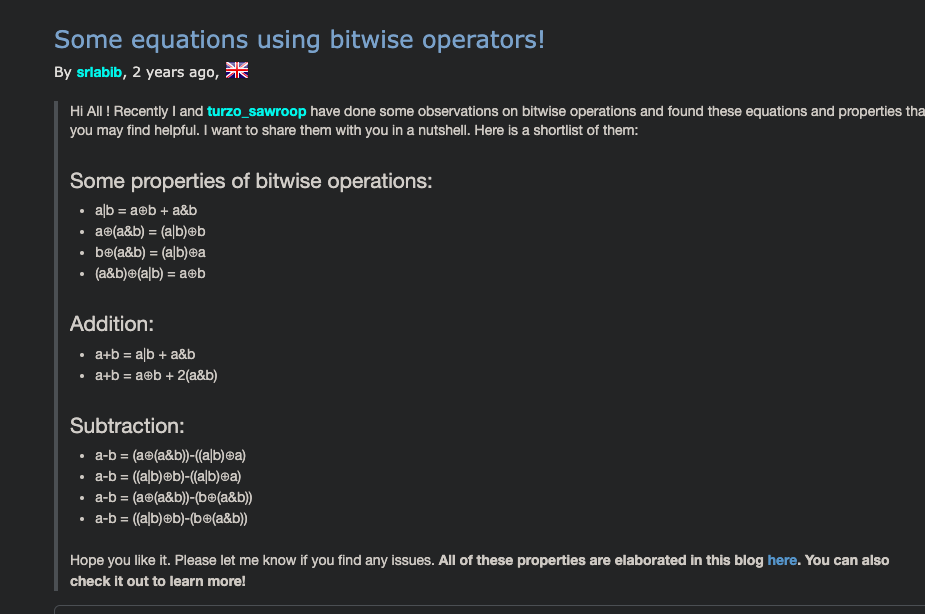 Some equations using bitwise operators!
By srlabib, 2 years ago,
Hi All ! Recently I and turzo_sawroop have done some observations on bitwise operations and found these equations and properties tha
you may find helpful. I want to share them with you in a nutshell. Here is a shortlist of them:
Some properties of bitwise operations:
• a|b = a⊕b + a&b
• a⊕(a&b) = (a|b)⊕b
• b⊕(a&b) = (a|b)⊕a
• (a&b)⊕(a|b) = a⊕b
Addition:
• a+b = a|b + a&b
• a+b = a⊕b + 2(a&b)
Subtraction:
• a-b = (a⊕(a&b))-((a|b)⊕a)
• a-b = ((a|b)⊕b)-((a|b)⊕a)
• a-b = (a⊕(a&b))-(b⊕(a&b))
• a-b = ((a|b)⊕b)-(b⊕(a&b))
Hope you like it. Please let me know if you find any issues. All of these properties are elaborated in this blog here. You can also
check it out to learn more!